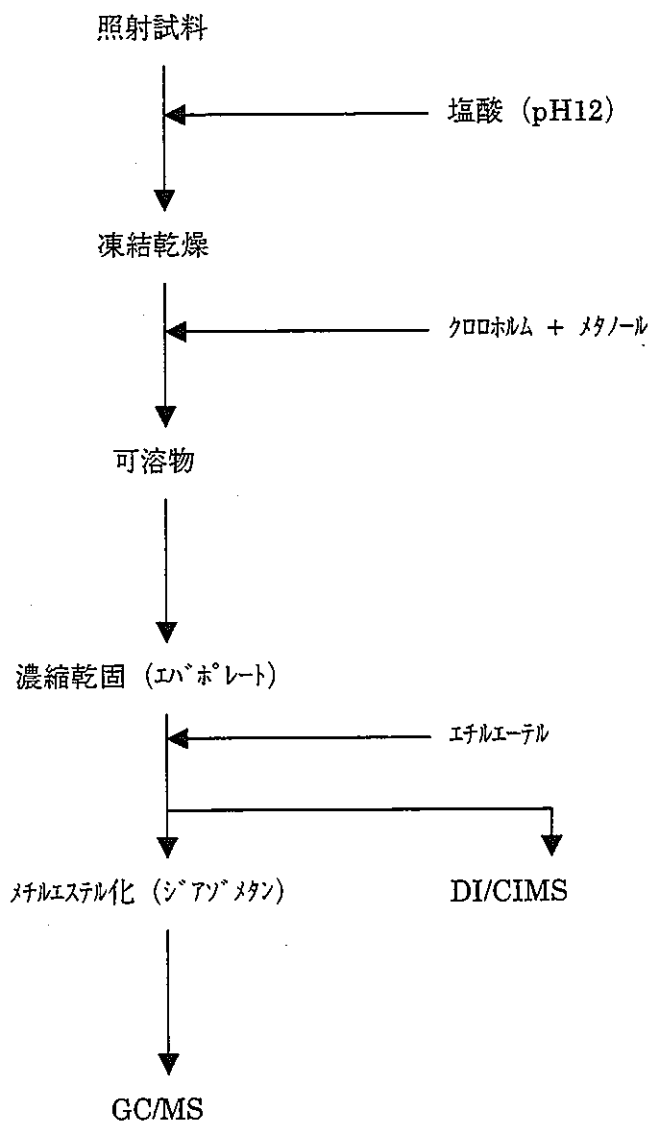 照射試料
塩酸 (pH12)
凍結乾燥
クロロホルム + メタノール
可溶物
濃縮乾固 (エバポレート)
エチルエーテル
メチルエステル化 (ジアゾメタン)
DI/CIMS
GC/MS